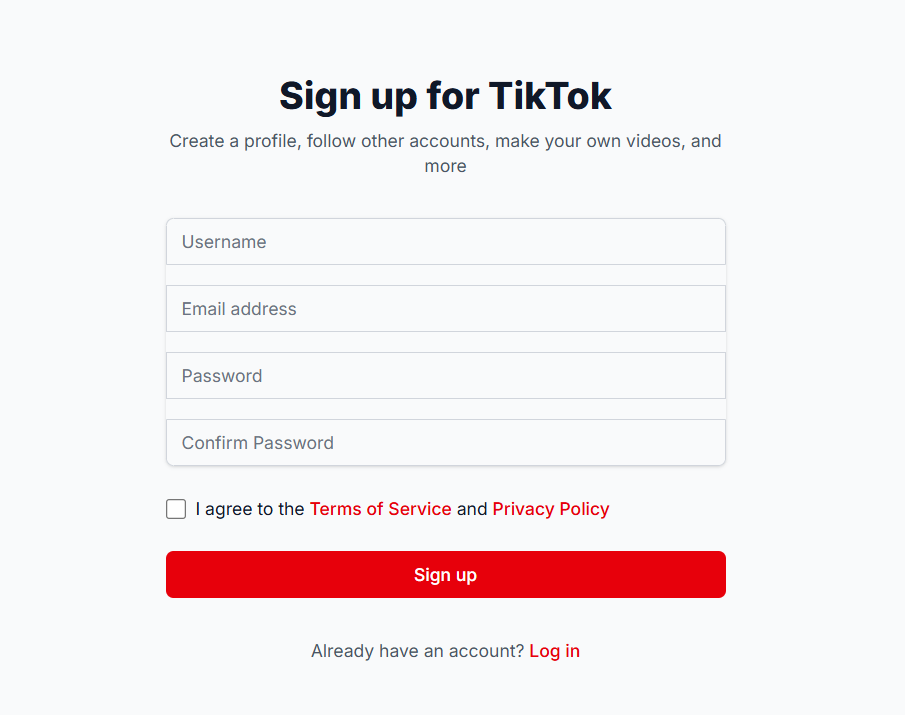 Sign up for TikTok
Create a profile, follow other accounts, make your own videos, and
more
Username
Email address
Password
Confirm Password
I agree to the Terms of Service and Privacy Policy
Sign up
Already have an account? Log in